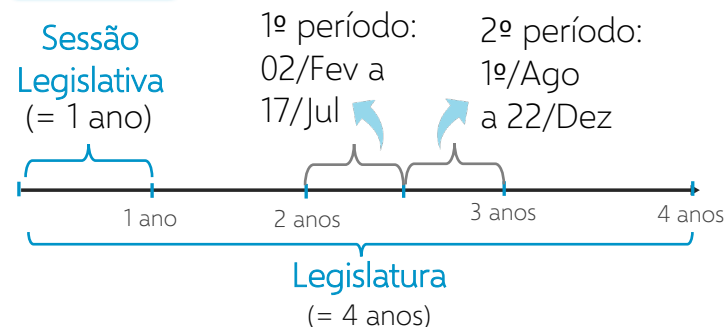 Sessão
Legislativa
(= 1 ano)
1º período:
02/Fev a
17/Jul
2º período:
1º/Ago
a 22/Dez
1 ano
2 anos
3 anos
4 anos
Legislatura
(= 4 anos)